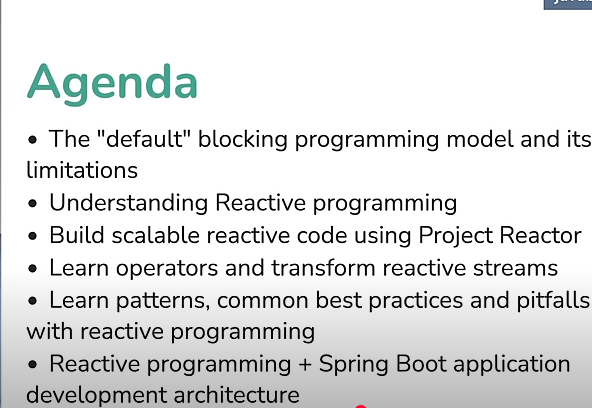 Agenda
• The "default" blocking programming model and its
limitations
• Understanding Reactive programming
• Build scalable reactive code using Project Reactor
• Learn operators and transform reactive streams
• Learn patterns, common best practices and pitfalls
with reactive programming
• Reactive programming + Spring Boot application
development architecture